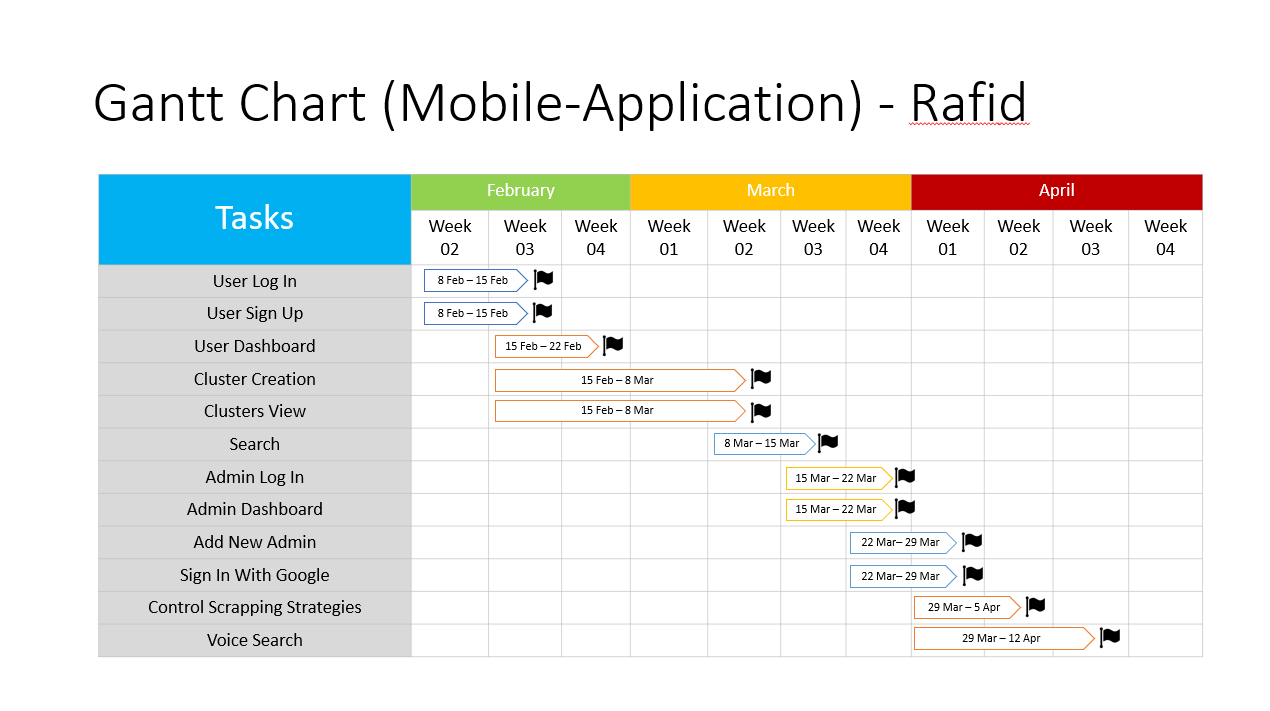 Gantt Chart (Mobile-Application) - Rafid
Tasks
February
March
April
Week 02
Week 03
Week 04
Week 01
Week 02
Week 03
Week 04
Week 01
Week 02
Week 03
Week 04
User Log In
8 Feb – 15 Feb
User Sign Up
8 Feb – 15 Feb
User Dashboard
15 Feb – 22 Feb
Cluster Creation
15 Feb – 8 Mar
Clusters View
15 Feb – 8 Mar
Search
8 Mar – 15 Mar
Admin Log In
15 Mar – 22 Mar
Admin Dashboard
15 Mar – 22 Mar
Add New Admin
22 Mar– 29 Mar
Sign In With Google
22 Mar– 29 Mar
Control Scrapping Strategies
29 Mar – 5 Apr
Voice Search
29 Mar – 12 Apr